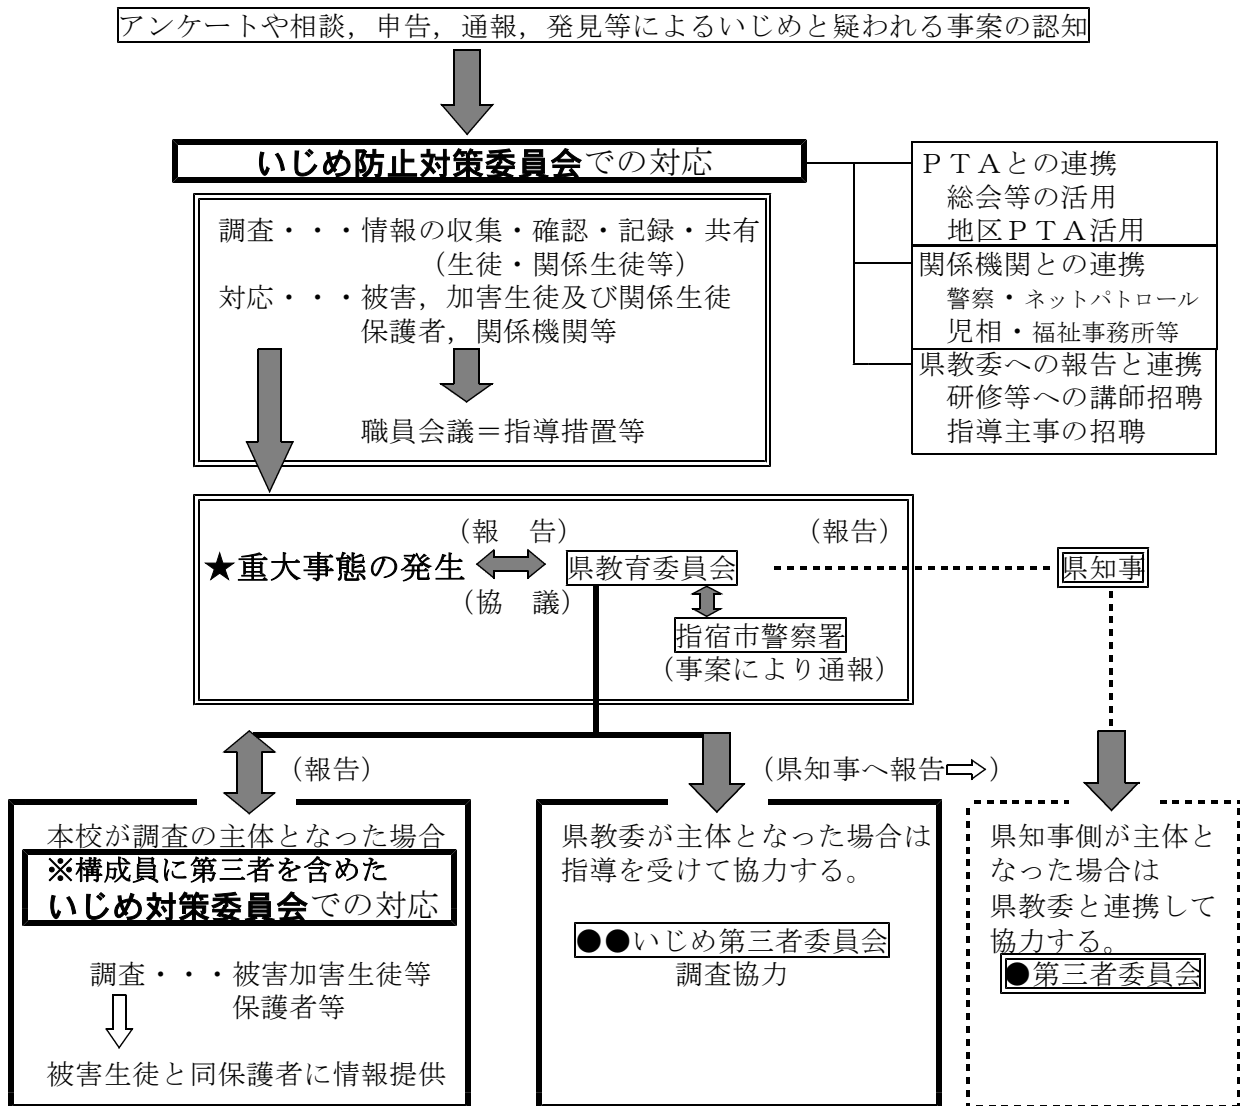 アンケートや相談，申告，通報，発見等によるいじめと疑われる事案の認知
いじめ防止対策委員会での対応
ＰＴＡとの連携
総会等の活用
地区ＰＴＡ活用
関係機関との連携
警察・ネットパトロール
児相・福祉事務所等
県教委への報告と連携
研修等への講師招聘
指導主事の招聘
調査・・・情報の収集・確認・記録・共有
（生徒・関係生徒等）
対応・・・被害，加害生徒及び関係生徒
保護者，関係機関等
職員会議＝指導措置等
（報　告）
（報告）
★重大事態の発生
県教育委員会
県知事
（協　議）
指宿市警察署
（事案により通報）
（報告）
（県知事へ報告⇨）
本校が調査の主体となった場合
※構成員に第三者を含めた
いじめ対策委員会での対応
調査・・・被害加害生徒等
保護者等
被害生徒と同保護者に情報提供
県教委が主体となった場合は
指導を受けて協力する。
●●いじめ第三者委員会
調査協力
県知事側が主体と
なった場合は
県教委と連携して
協力する。
●第三者委員会